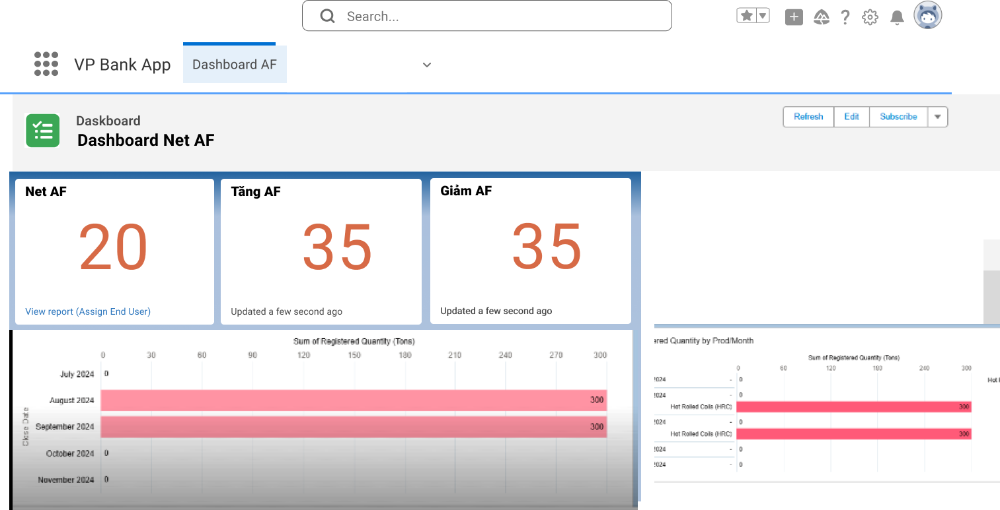 Search...
VP Bank App
Dashboard AF
Daskboard
Dashboard Net AF
Refresh
Edit
Subscribe
Net AF
20
View report (Assign End User)
Tăng AF
35
Updated a few second ago
Giảm AF
35
Updated a few second ago
Sum of Registered Quantity (Tons)
0 30 60 90 120 150 180 210 240 270 300
Close Date
July 2024 0
August 2024 300
September 2024 300
October 2024 0
November 2024 0
ered Quantity by Prod/Month
Sum of Registered Quantity (Tons)
0 60 120 180 240 300
2024 - 0
2024 - 0
Hot Rolled Coils (HRC) 300
2024 - 0
Hot Rolled Coils (HRC) 300
2024 - 0
2024 - 0
Hot